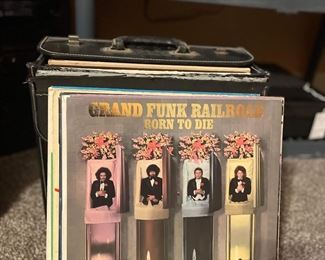 GRAND FUNK RAILROAD
BORN TO DIE